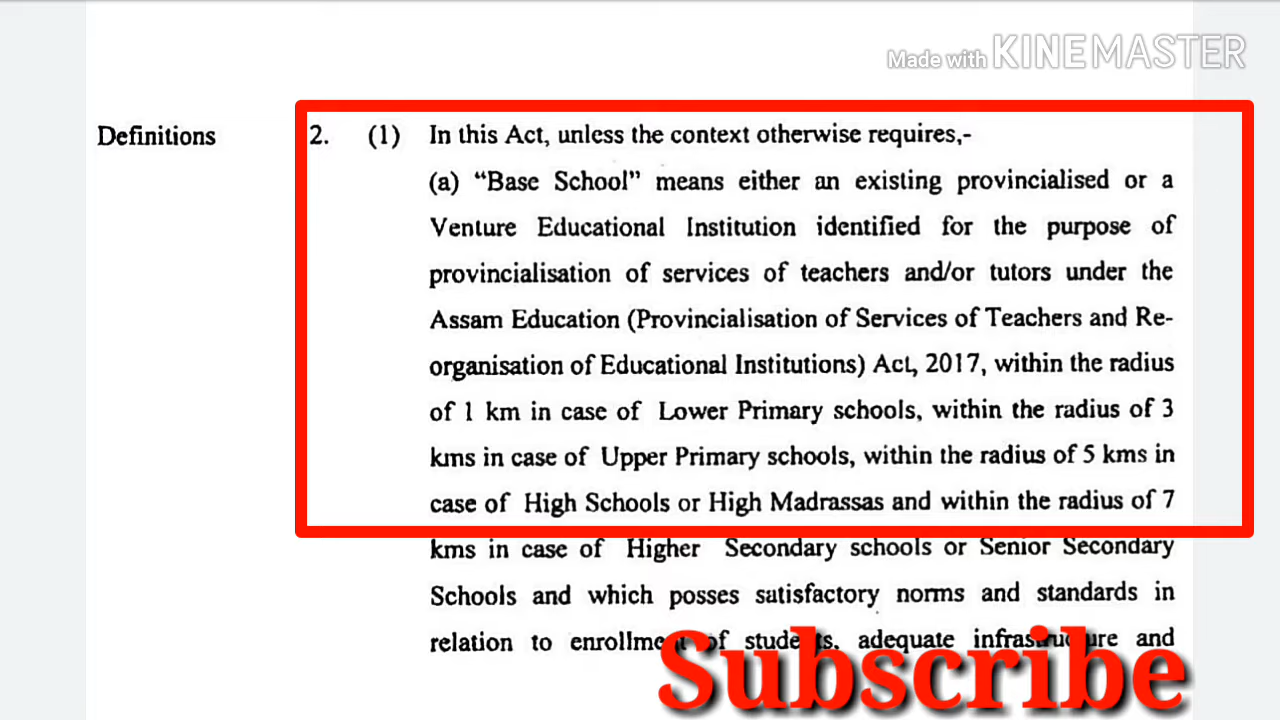 Made with KINEMASTER
Definitions 2. (1) In this Act, unless the context otherwise requires,-
(a) “Base School” means either an existing provincialised or a
Venture Educational Institution identified for the purpose of
provincialisation of services of teachers and/or tutors under the
Assam Education (Provincialisation of Services of Teachers and Re-
organisation of Educational Institutions) Act, 2017, within the radius
of 1 km in case of Lower Primary schools, within the radius of 3
kms in case of Upper Primary schools, within the radius of 5 kms in
case of High Schools or High Madrassas and within the radius of 7
kms in case of Higher Secondary schools or Senior Secondary
Schools and which posses satisfactory norms and standards in
relation to enrollment of students, adequate infrastructure and
Subscribe